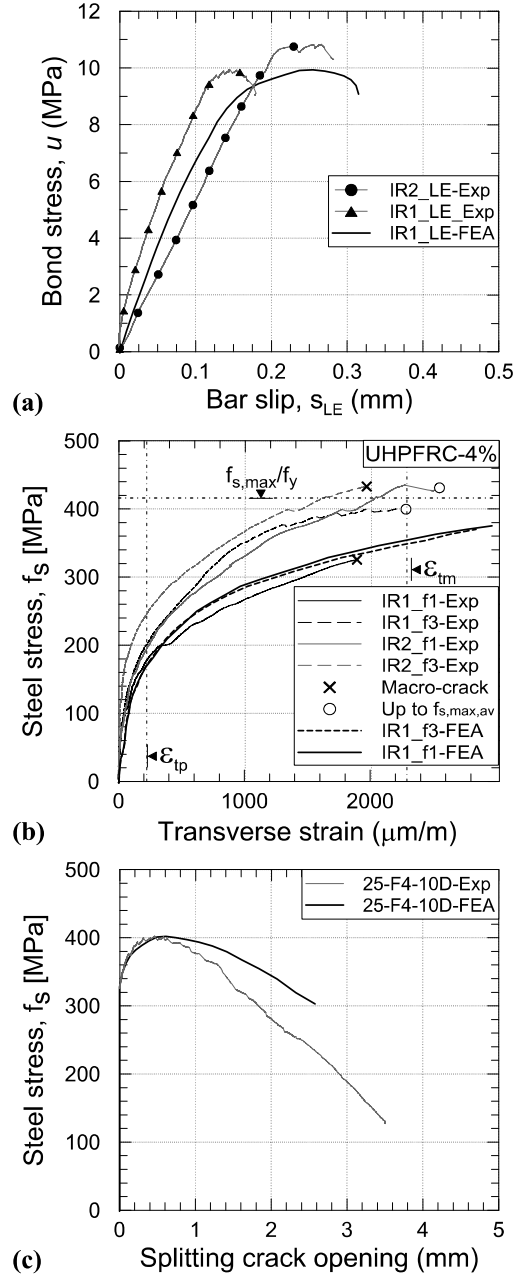 12
10
8
6
4
2
0
Bond stress, u (MPa)
IR2_LE-Exp
IR1_LE_Exp
IR1_LE-FEA
0 0.1 0.2 0.3 0.4 0.5
(a) Bar slip, s_LE (mm)
500
400
300
200
100
0
Steel stress, f_s [MPa]
UHPFRC-4%
f_s,max/f_y
ε_tm
ε_tp
IR1_f1-Exp
IR1_f3-Exp
IR2_f1-Exp
IR2_f3-Exp
Macro-crack
Up to f_s,max,av
IR1_f3-FEA
IR1_f1-FEA
0 1000 2000
(b) Transverse strain (μm/m)
500
400
300
200
100
0
Steel stress, f_s [MPa]
25-F4-10D-Exp
25-F4-10D-FEA
0 1 2 3 4 5
(c) Splitting crack opening (mm)